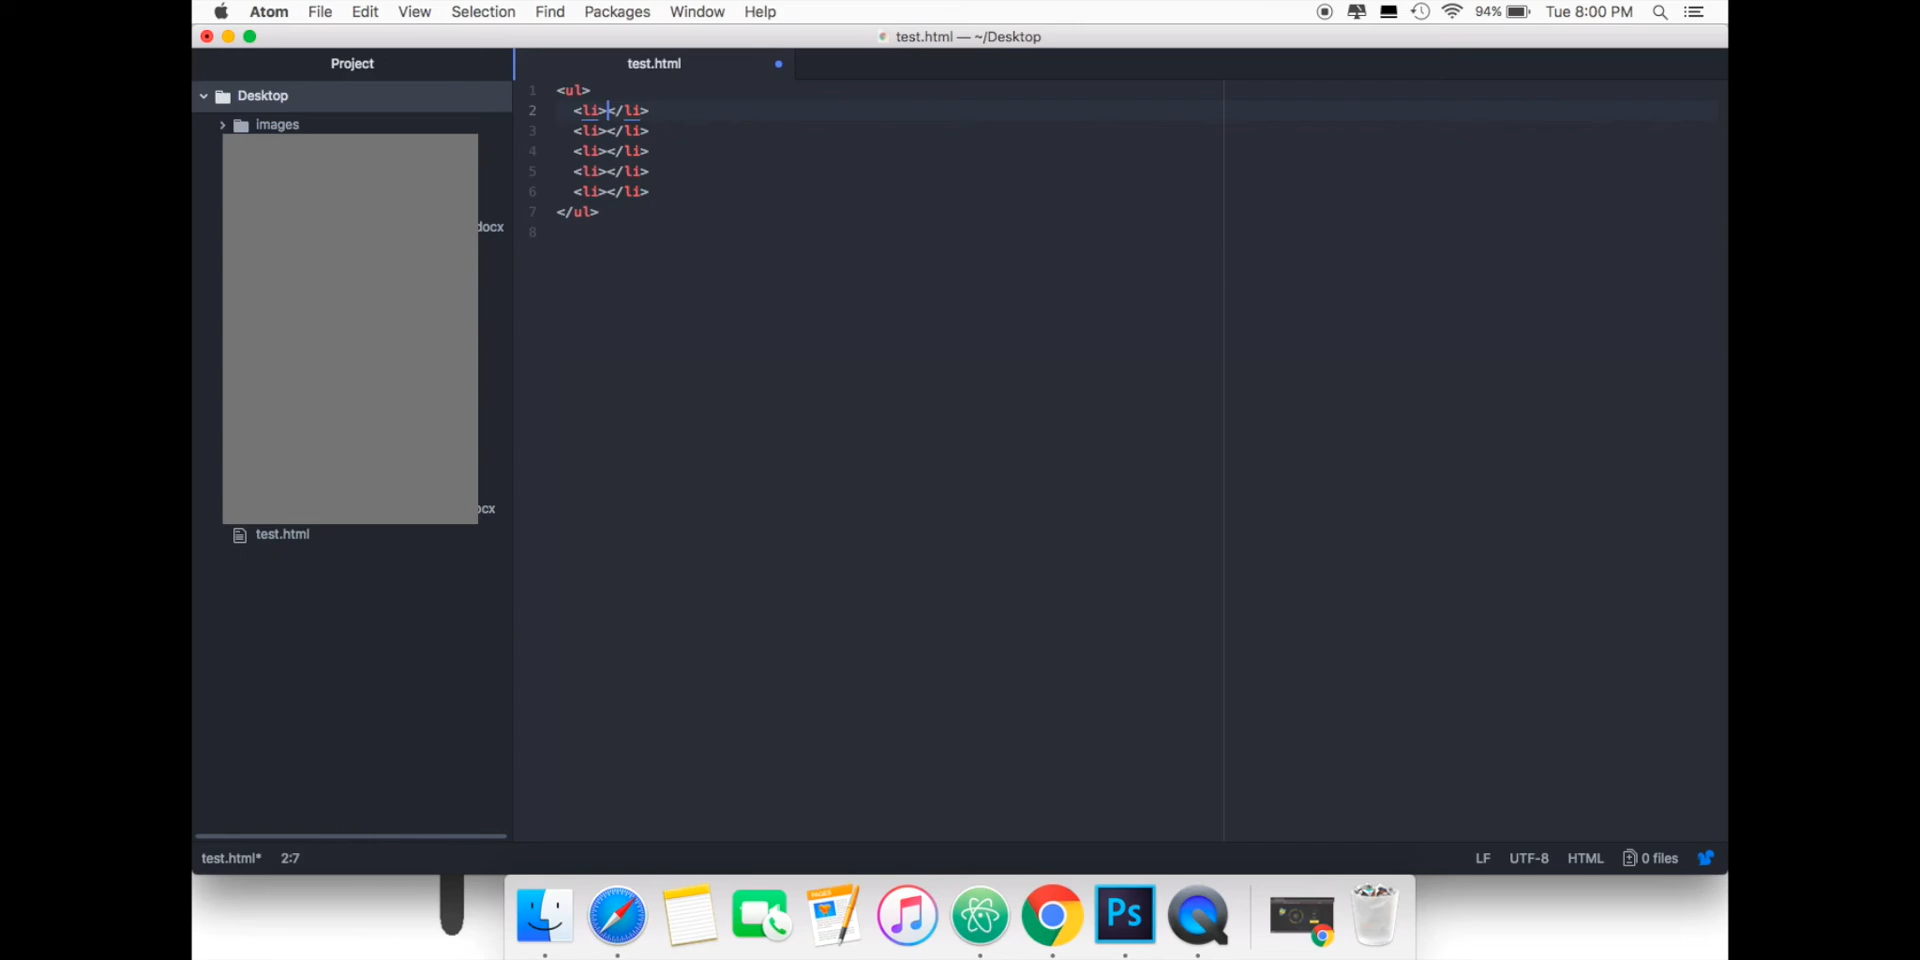 Atom File Edit View Selection Find Packages Window Help 94% Tue 8:00 PM
test.html — ~/Desktop
Project
test.html
Desktop
images
docx
ocx
test.html
1 <ul>
2 <li></li>
3 <li></li>
4 <li></li>
5 <li></li>
6 <li></li>
7 </ul>
8
test.html* 2:7 LF UTF-8 HTML 0 files
PAGES
Ps